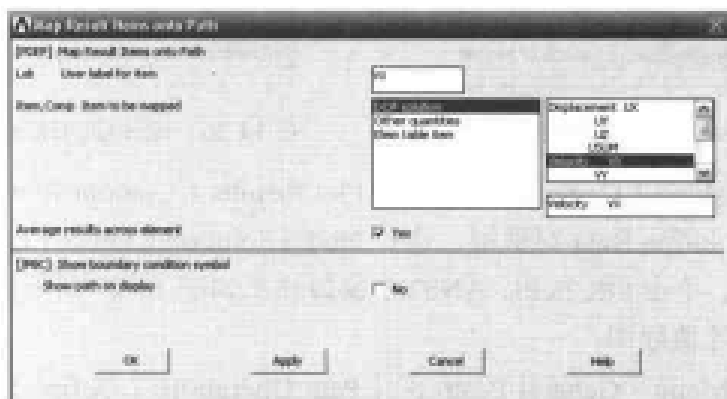 Map Result Items onto Path
[PDEF] Map Result Items onto Path
Lab User label for item
Item,Comp Item to be mapped
DOF solution
Other quantities
Elem table item
Displacement UX
UY
UZ
USUM
Velocity VX
VY
Velocity VX
Average results across element
Yes
[/PBC] Show boundary condition symbol
Show path on display
No
OK
Apply
Cancel
Help